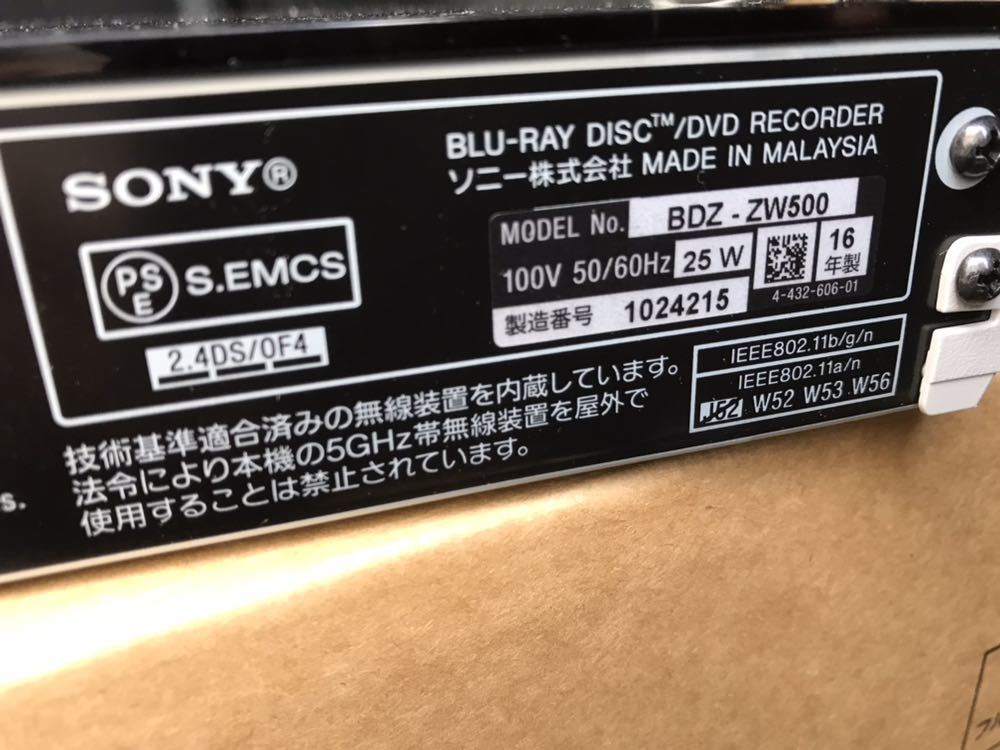 SONY®
BLU-RAY DISC™/DVD RECORDER
ソニー株式会社 MADE IN MALAYSIA
PSE S.EMCS
MODEL No. BDZ - ZW500
100V 50/60Hz 25 W
16
年製
製造番号 1024215
4-432-606-01
2.4DS/OF4
IEEE802.11b/g/n
IEEE802.11a/n
J52 W52 W53 W56
技術基準適合済みの無線装置を内蔵しています。
法令により本機の5GHz帯無線装置を屋外で
使用することは禁止されています。
s.